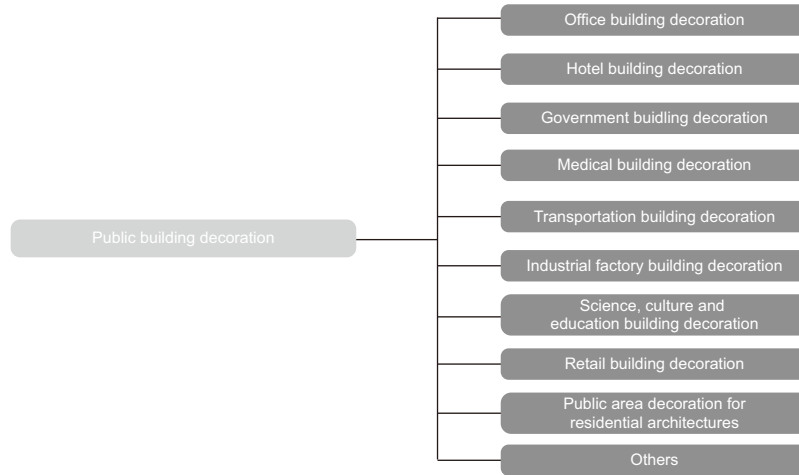 Public building decoration
Office building decoration
Hotel building decoration
Government buidling decoration
Medical building decoration
Transportation building decoration
Industrial factory building decoration
Science, culture and
education building decoration
Retail building decoration
Public area decoration for
residential architectures
Others